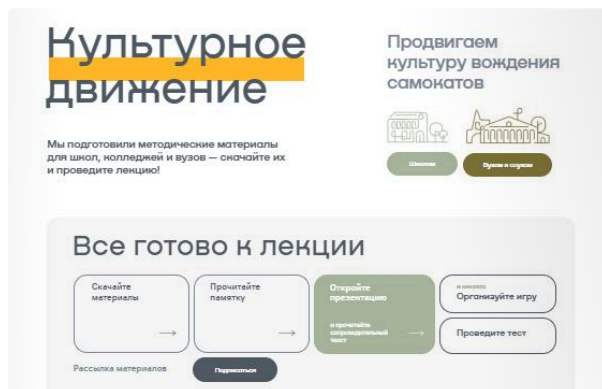 Культурное
движение
Продвигаем
культуру вождения
самокатов
Мы подготовили методические материалы
для школ, колледжей и вузов — скачайте их
и проведите лекцию!
Школам
Вузам и ссузам
Все готово к лекции
Скачайте
материалы
Прочитайте
памятку
Откройте
презентацию
и прочитайте
сопроводительный
текст
в школах
Организуйте игру
Проведите тест
Рассылка материалов
Подписаться